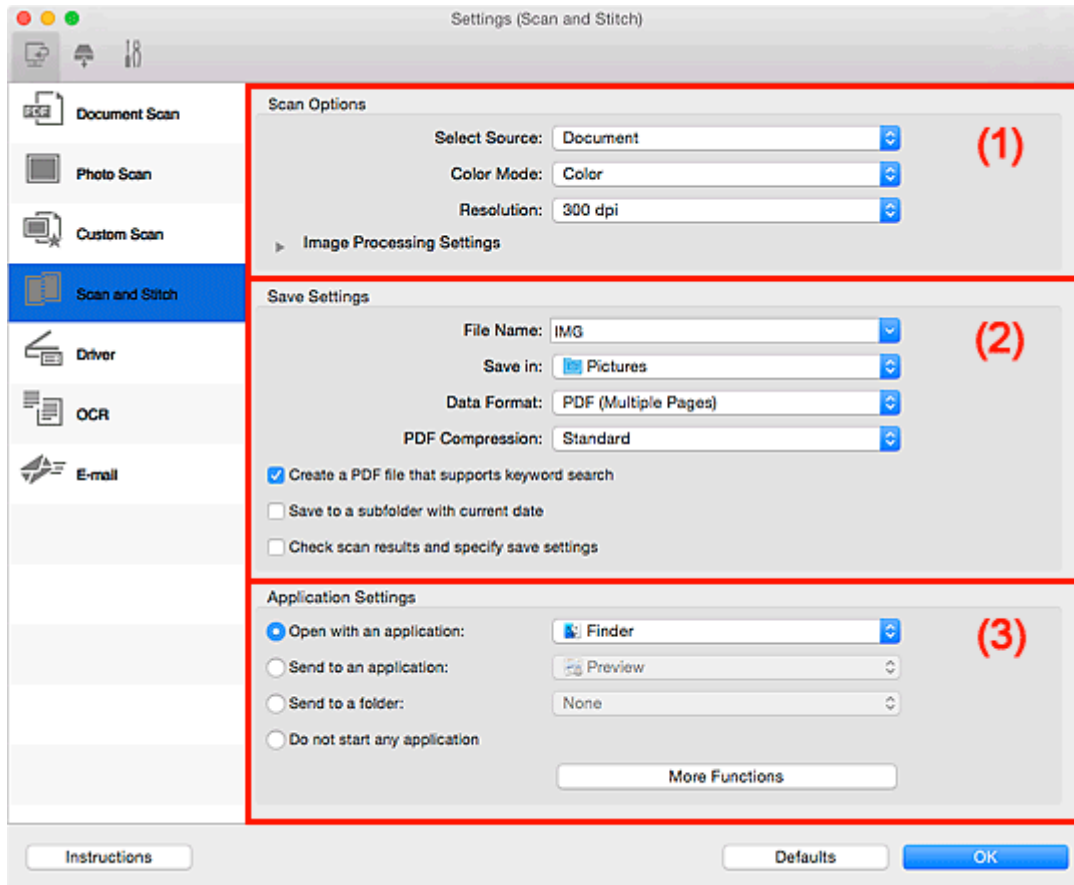 Settings (Scan and Stitch)
Document Scan
Photo Scan
Custom Scan
Scan and Stitch
Driver
OCR
E-mail
Scan Options
(1)
Select Source: Document
Color Mode: Color
Resolution: 300 dpi
Image Processing Settings
Save Settings
(2)
File Name: IMG
Save in: Pictures
Data Format: PDF (Multiple Pages)
PDF Compression: Standard
Create a PDF file that supports keyword search
Save to a subfolder with current date
Check scan results and specify save settings
Application Settings
(3)
Open with an application: Finder
Send to an application: Preview
Send to a folder: None
Do not start any application
More Functions
Instructions Defaults OK